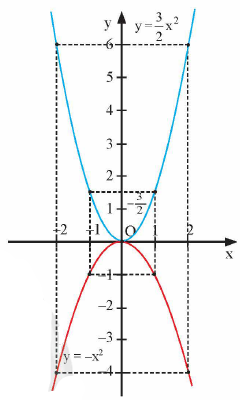 y
y = 3/2 x²
6
5
4
3
2
1
-3/2
-2 -1 O 1 2
x
-1
-2
-3
y = -x²
-4